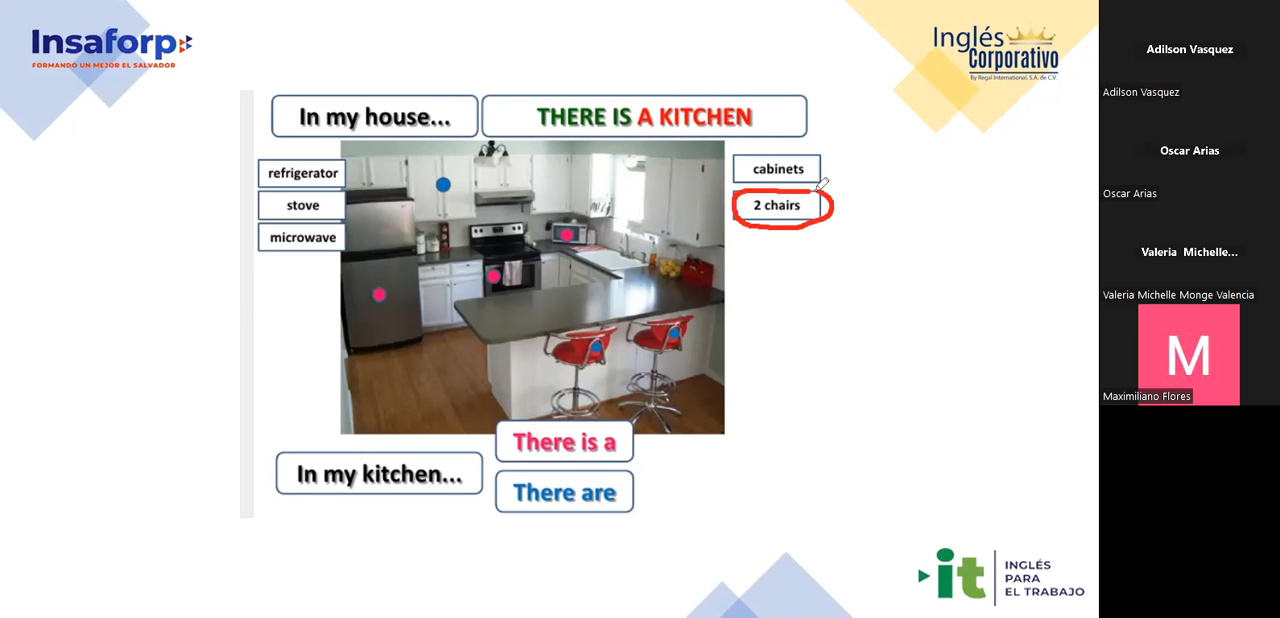 Insaforp
FORMANDO UN MEJOR EL SALVADOR
Inglés
Corporativo
By Regal International, S.A. de C.V.
In my house...
THERE IS A KITCHEN
refrigerator
stove
microwave
cabinets
2 chairs
In my kitchen...
There is a
There are
it
INGLÉS
PARA
EL TRABAJO
Adilson Vasquez
Adilson Vasquez
Oscar Arias
Oscar Arias
Valeria Michelle...
Valeria Michelle Monge Valencia
M
Maximiliano Flores